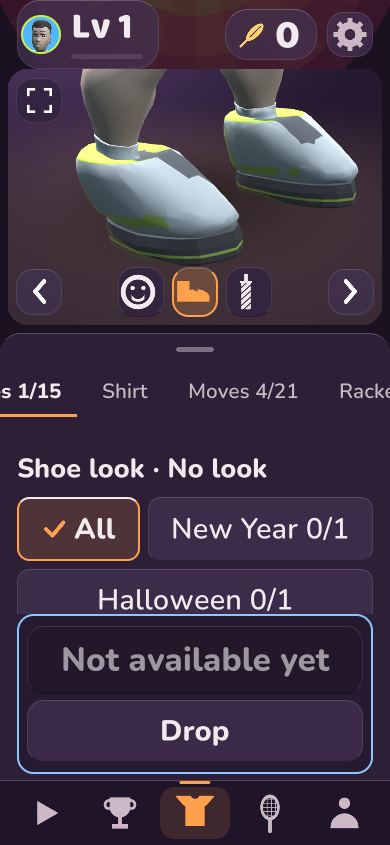 Lv 1
0
es 1/15
Shirt
Moves 4/21
Racke
Shoe look · No look
All
New Year 0/1
Halloween 0/1
Not available yet
Drop